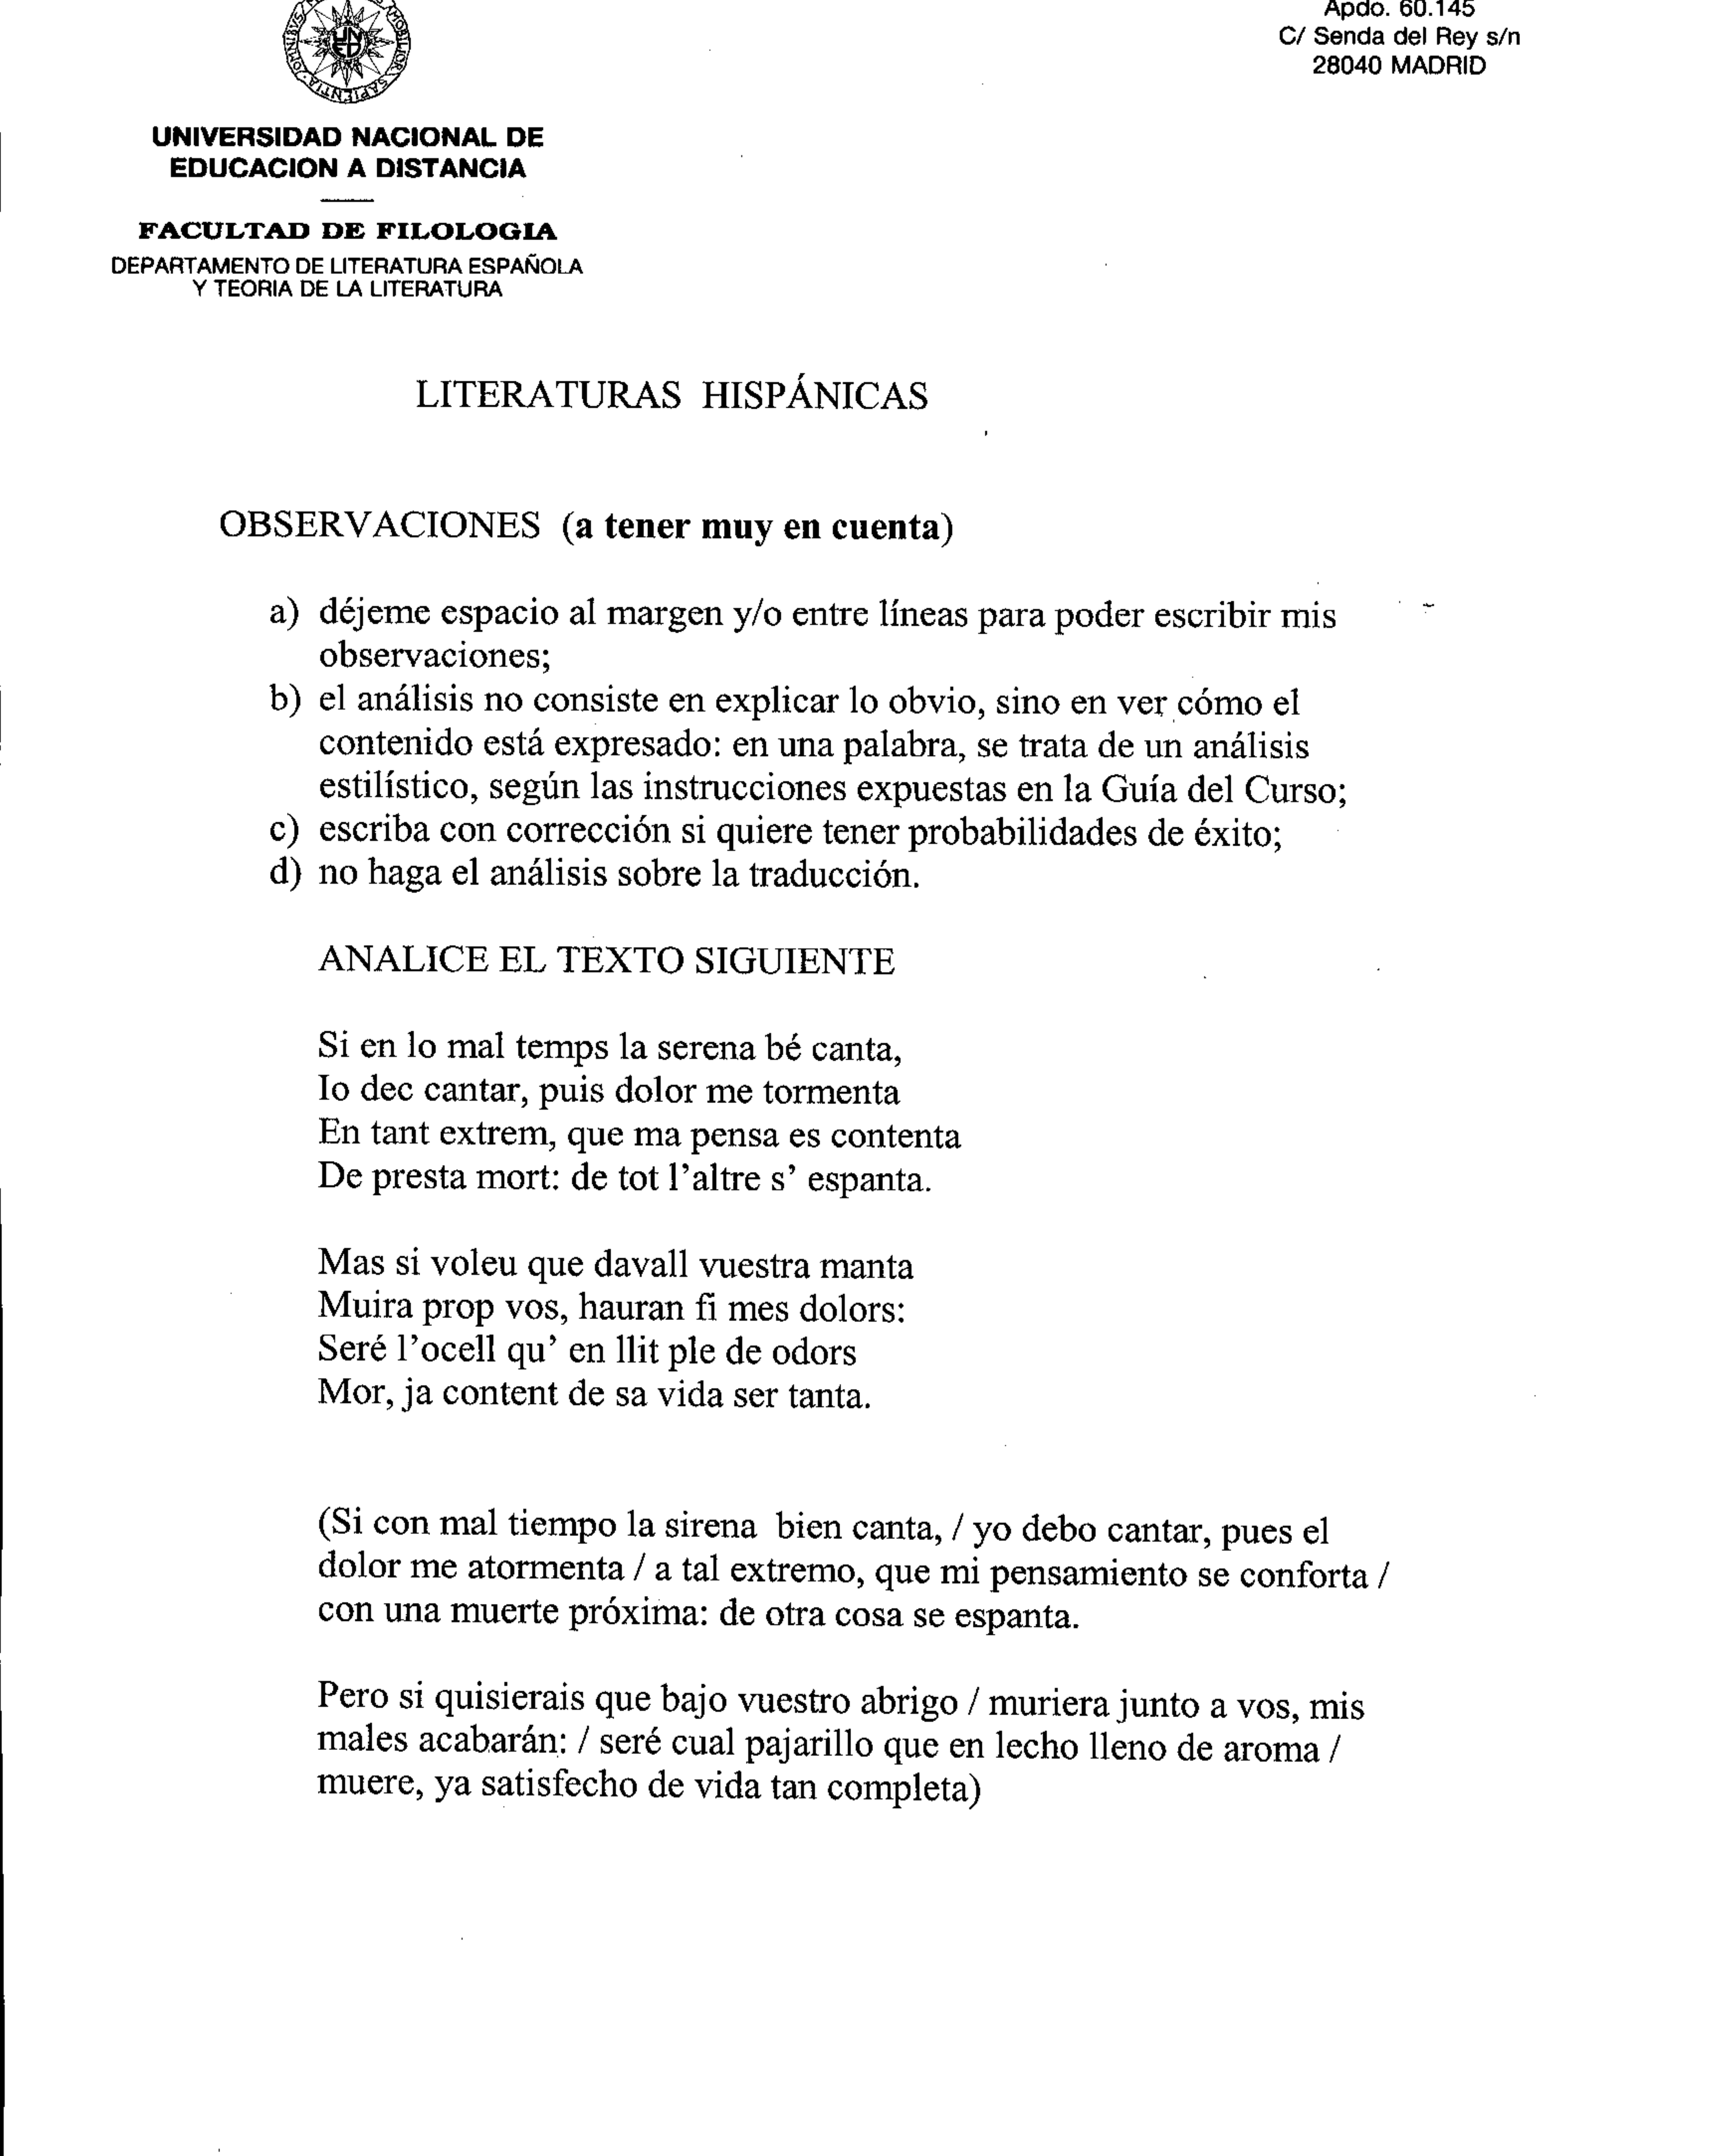 Apdo. 60.145
C/ Senda del Rey s/n
28040 MADRID
UNIVERSIDAD NACIONAL DE
EDUCACION A DISTANCIA
FACULTAD DE FILOLOGIA
DEPARTAMENTO DE LITERATURA ESPAÑOLA
Y TEORIA DE LA LITERATURA
LITERATURAS HISPÁNICAS
OBSERVACIONES (a tener muy en cuenta)
a) déjeme espacio al margen y/o entre líneas para poder escribir mis
observaciones;
b) el análisis no consiste en explicar lo obvio, sino en ver cómo el
contenido está expresado: en una palabra, se trata de un análisis
estilístico, según las instrucciones expuestas en la Guía del Curso;
c) escriba con corrección si quiere tener probabilidades de éxito;
d) no haga el análisis sobre la traducción.
ANALICE EL TEXTO SIGUIENTE
Si en lo mal temps la serena bé canta,
Io dec cantar, puis dolor me tormenta
En tant extrem, que ma pensa es contenta
De presta mort: de tot l'altre s' espanta.
Mas si voleu que davall vuestra manta
Muira prop vos, hauran fi mes dolors:
Seré l'ocell qu' en llit ple de odors
Mor, ja content de sa vida ser tanta.
(Si con mal tiempo la sirena bien canta, / yo debo cantar, pues el
dolor me atormenta / a tal extremo, que mi pensamiento se conforta /
con una muerte próxima: de otra cosa se espanta.
Pero si quisierais que bajo vuestro abrigo / muriera junto a vos, mis
males acabarán: / seré cual pajarillo que en lecho lleno de aroma /
muere, ya satisfecho de vida tan completa)